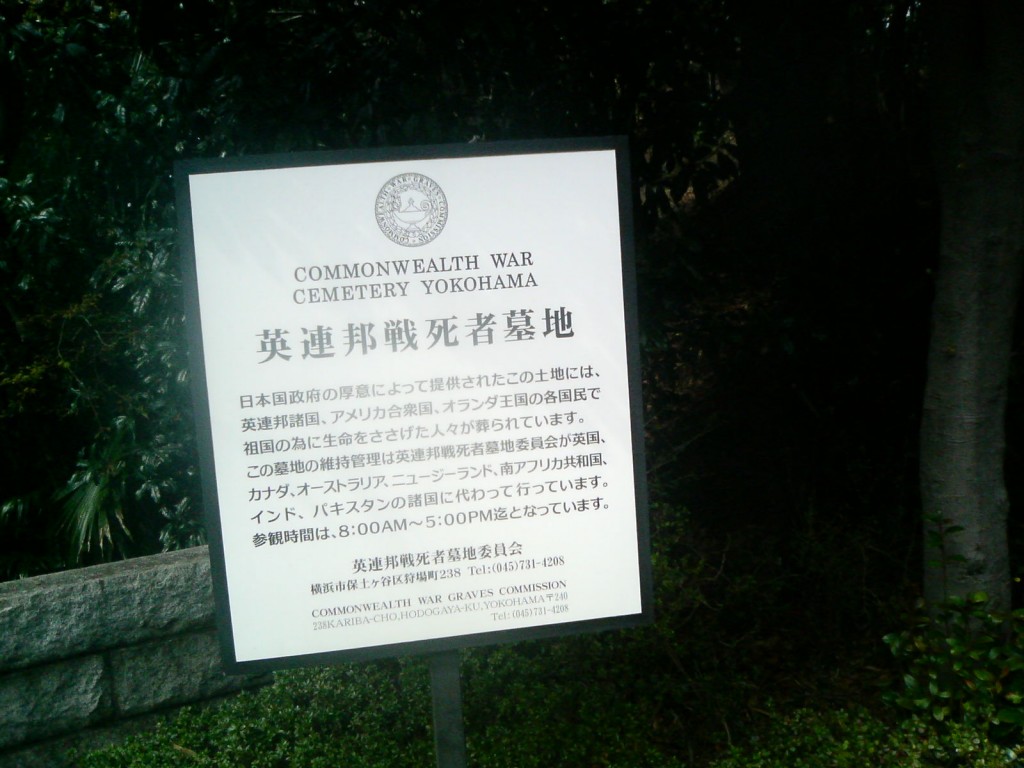 COMMONWEALTH · WAR · GRAVES · COMMISSION
COMMONWEALTH WAR
CEMETERY YOKOHAMA
英連邦戦死者墓地
日本国政府の厚意によって提供されたこの土地には、
英連邦諸国、アメリカ合衆国、オランダ王国の各国民で
祖国の為に生命をささげた人々が葬られています。
この墓地の維持管理は英連邦戦死者墓地委員会が英国、
カナダ、オーストラリア、ニュージーランド、南アフリカ共和国、
インド、パキスタンの諸国に代わって行っています。
参観時間は、8:00AM〜5:00PM迄となっています。
英連邦戦死者墓地委員会
横浜市保土ヶ谷区狩場町238 Tel:(045)731-4208
COMMONWEALTH WAR GRAVES COMMISSION
238KARIBA-CHO,HODOGAYA-KU,YOKOHAMA〒240
Tel:(045)731-4208